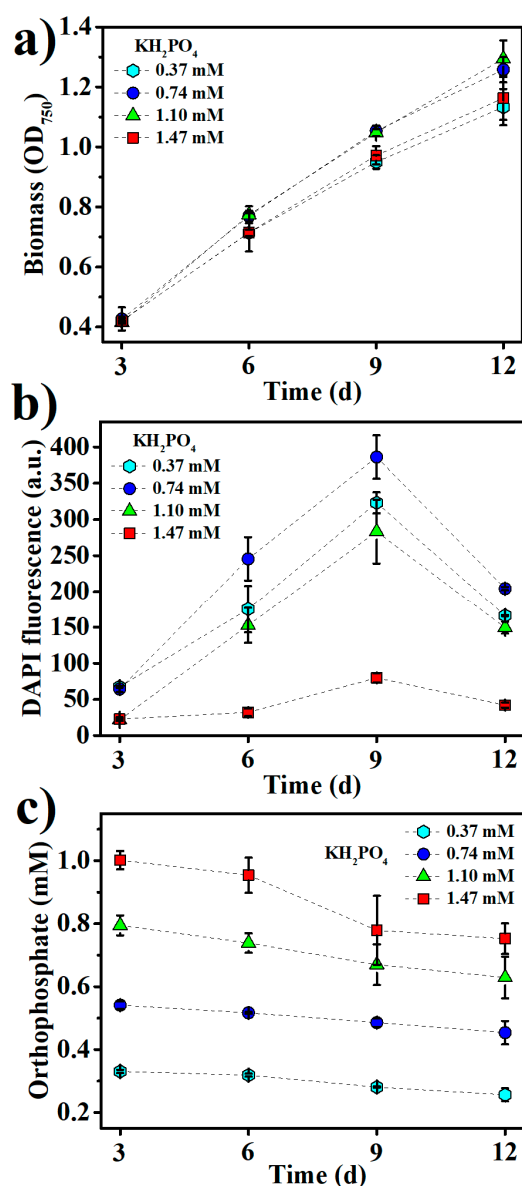 a)
KH₂PO₄
0.37 mM
0.74 mM
1.10 mM
1.47 mM
Biomass (OD₇₅₀)
1.4
1.2
1.0
0.8
0.6
0.4
3 6 9 12
Time (d)
b)
KH₂PO₄
0.37 mM
0.74 mM
1.10 mM
1.47 mM
DAPI fluorescence (a.u.)
400
350
300
250
200
150
100
50
0
3 6 9 12
Time (d)
c)
KH₂PO₄
0.37 mM
0.74 mM
1.10 mM
1.47 mM
Orthophosphate (mM)
1.0
0.8
0.6
0.4
0.2
3 6 9 12
Time (d)